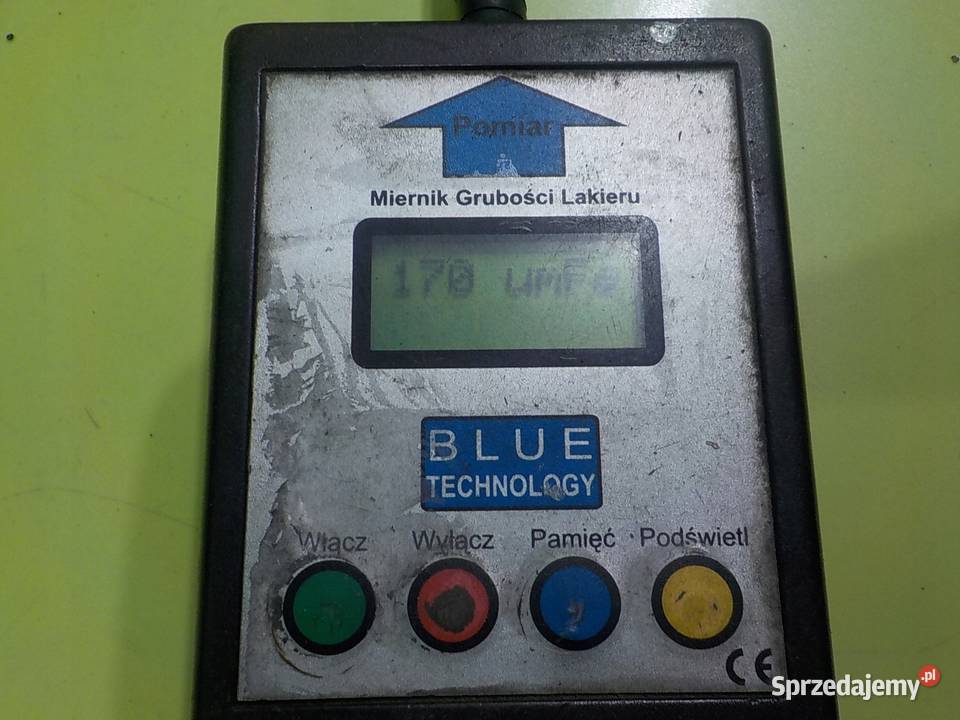 Pomiar
Miernik Grubości Lakieru
170 umFe
BLUE
TECHNOLOGY
Włącz Wyłącz Pamięć Podświetl
CE
Sprzedajemy.pl